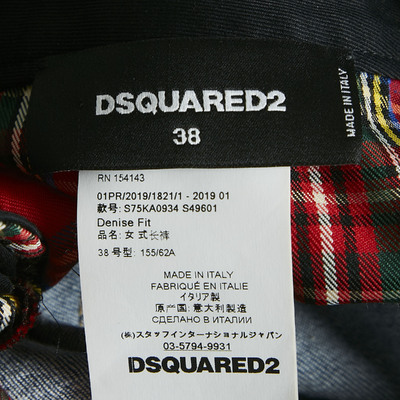 DSQUARED2
38
MADE IN ITALY
RN 154143
01PR/2019/1821/1 - 2019 01
款号: S75KA0934 S49601
Denise Fit
品名: 女 式长裤
38 号型: 155/62A
MADE IN ITALY
FABRIQUÉ EN ITALIE
イタリア製
原产国: 意大利製造
СДЕЛАНО В ИТАЛИИ
(株)スタッフインターナショナルジャパン
03-5794-9931
DSQUARED2